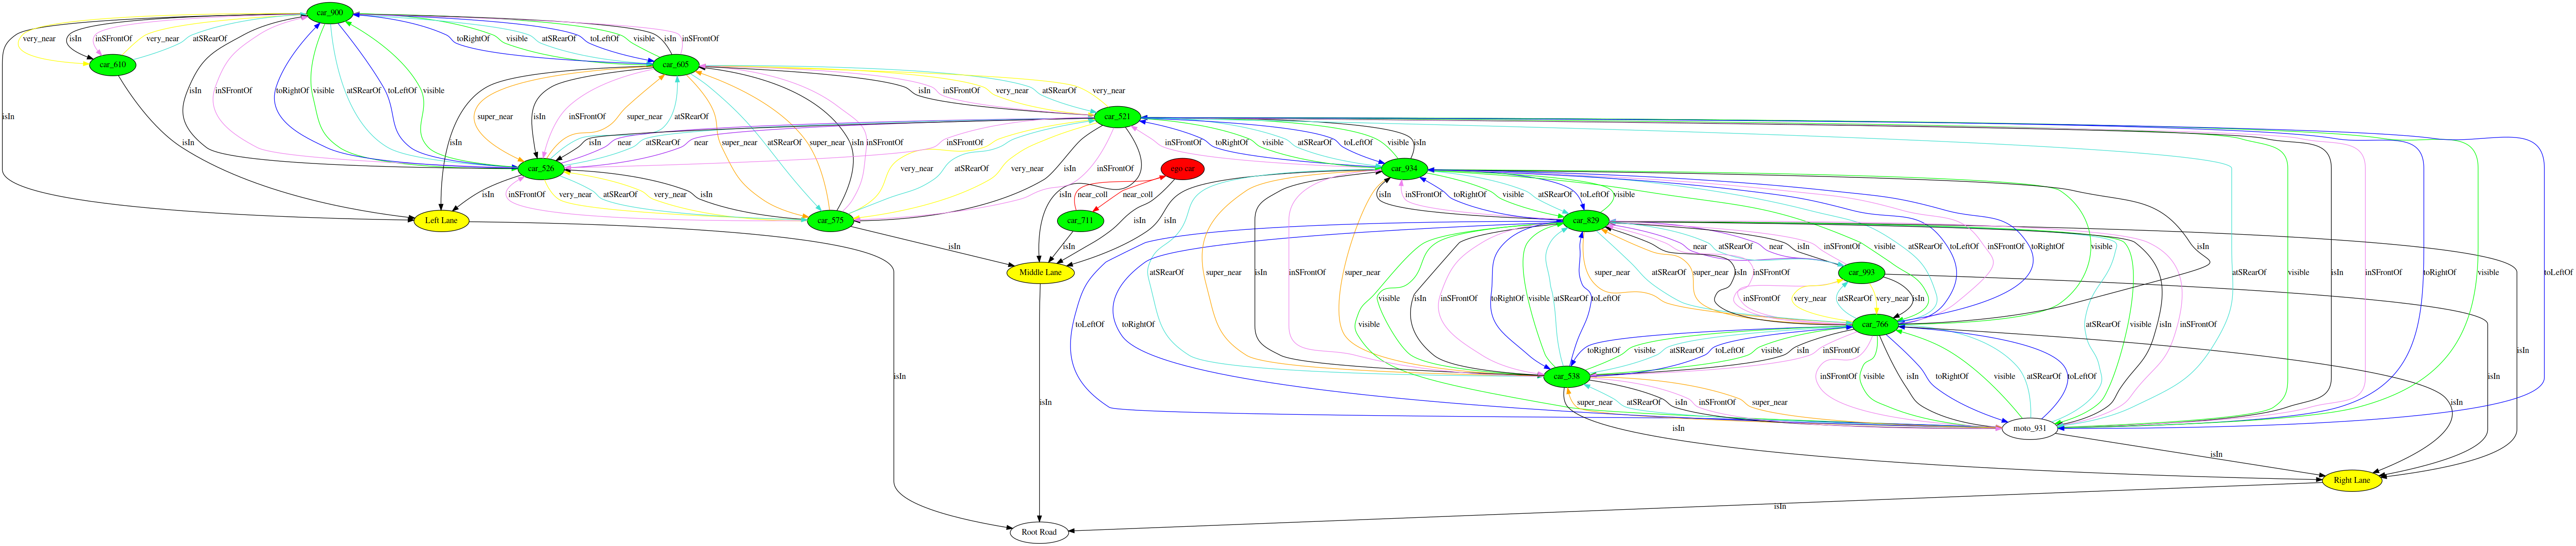 car_900
very_near isIn inSFrontOf very_near atSRearOf toRightOf visible atSRearOf toLeftOf visible isIn inSFrontOf
car_610 car_605
isIn inSFrontOf toRightOf visible atSRearOf toLeftOf visible isIn inSFrontOf very_near atSRearOf very_near
isIn super_near isIn inSFrontOf super_near atSRearOf car_521
isIn isIn isIn near atSRearOf near atSRearOf super_near isIn inSFrontOf inSFrontOf inSFrontOf toRightOf visible atSRearOf toLeftOf isIn
car_526 very_near atSRearOf very_near isIn ego car car_934
isIn inSFrontOf very_near atSRearOf very_near isIn isIn near_coll near_coll inSFrontOf toRightOf visible atSRearOf toLeftOf visible
Left Lane car_575 car_711 isIn isIn car_829
isIn isIn visible near atSRearOf near isIn inSFrontOf visible atSRearOf toLeftOf inSFrontOf toRightOf visible isIn
Middle Lane atSRearOf super_near isIn inSFrontOf super_near super_near atSRearOf super_near isIn inSFrontOf car_993 atSRearOf visible isIn inSFrontOf toRightOf visible toLeftOf
visible isIn inSFrontOf toRightOf visible atSRearOf toLeftOf inSFrontOf very_near atSRearOf very_near isIn
toLeftOf toRightOf car_766 atSRearOf visible isIn inSFrontOf
toRightOf visible atSRearOf toLeftOf visible isIn inSFrontOf isIn
isIn car_538 inSFrontOf visible isIn toRightOf visible atSRearOf toLeftOf isIn
isIn super_near atSRearOf isIn inSFrontOf super_near isIn
isIn moto_931
isIn
Right Lane
isIn
Root Road